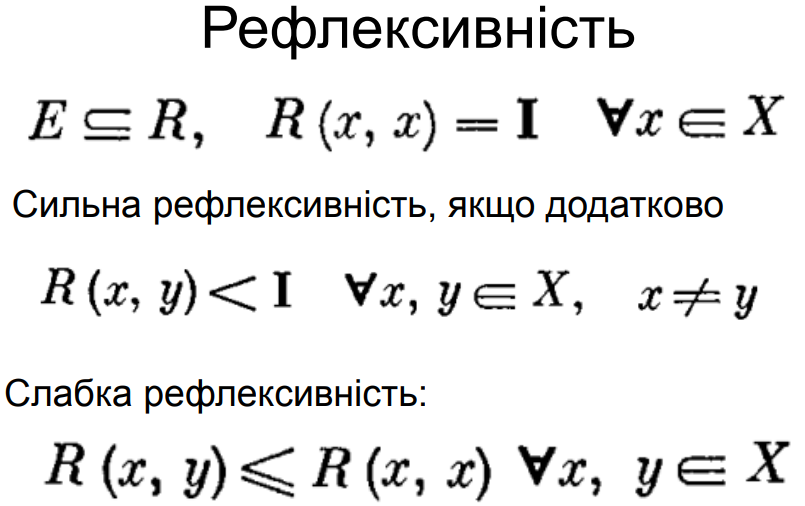 Рефлексивність
E ⊆ R, R (x, x) = I ∀x ∈ X
Сильна рефлексивність, якщо додатково
R (x, y) < I ∀x, y ∈ X, x ≠ y
Слабка рефлексивність:
R (x, y) ⩽ R (x, x) ∀x, y ∈ X